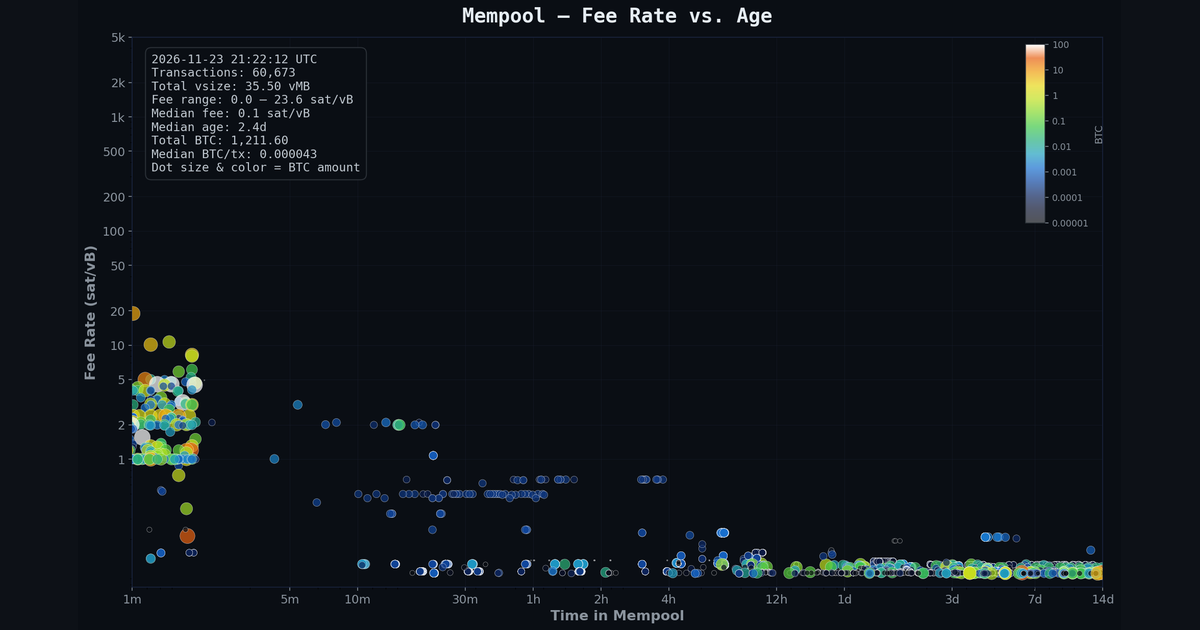 Mempool — Fee Rate vs. Age
2026-11-23 21:22:12 UTC
Transactions: 60,673
Total vsize: 35.50 vMB
Fee range: 0.0 – 23.6 sat/vB
Median fee: 0.1 sat/vB
Median age: 2.4d
Total BTC: 1,211.60
Median BTC/tx: 0.000043
Dot size & color = BTC amount
100
10
1
0.1
0.01
0.001
0.0001
0.00001
BTC
Fee Rate (sat/vB)
5k
2k
1k
500
200
100
50
20
10
5
2
1
1m
5m
10m
30m
1h
2h
4h
12h
1d
3d
7d
14d
Time in Mempool